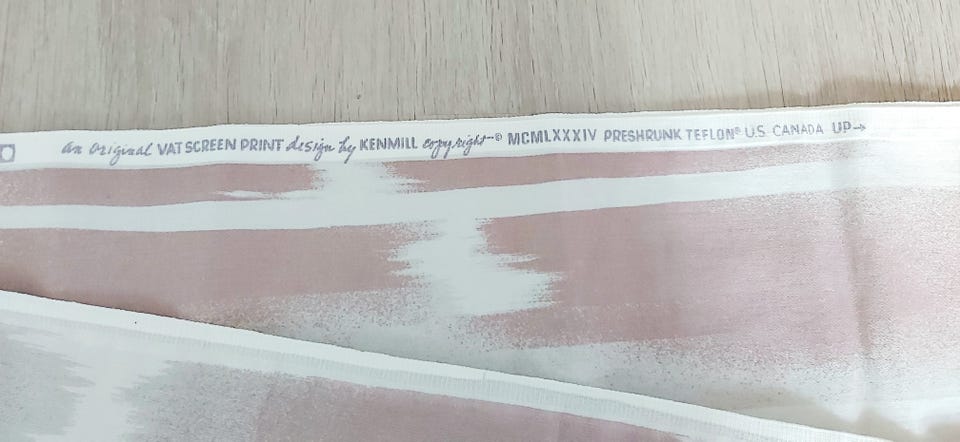 an original VAT SCREEN PRINT design by KENMILL copyright © MCMLXXXIV PRESHRUNK TEFLON® U.S. CANADA UP→